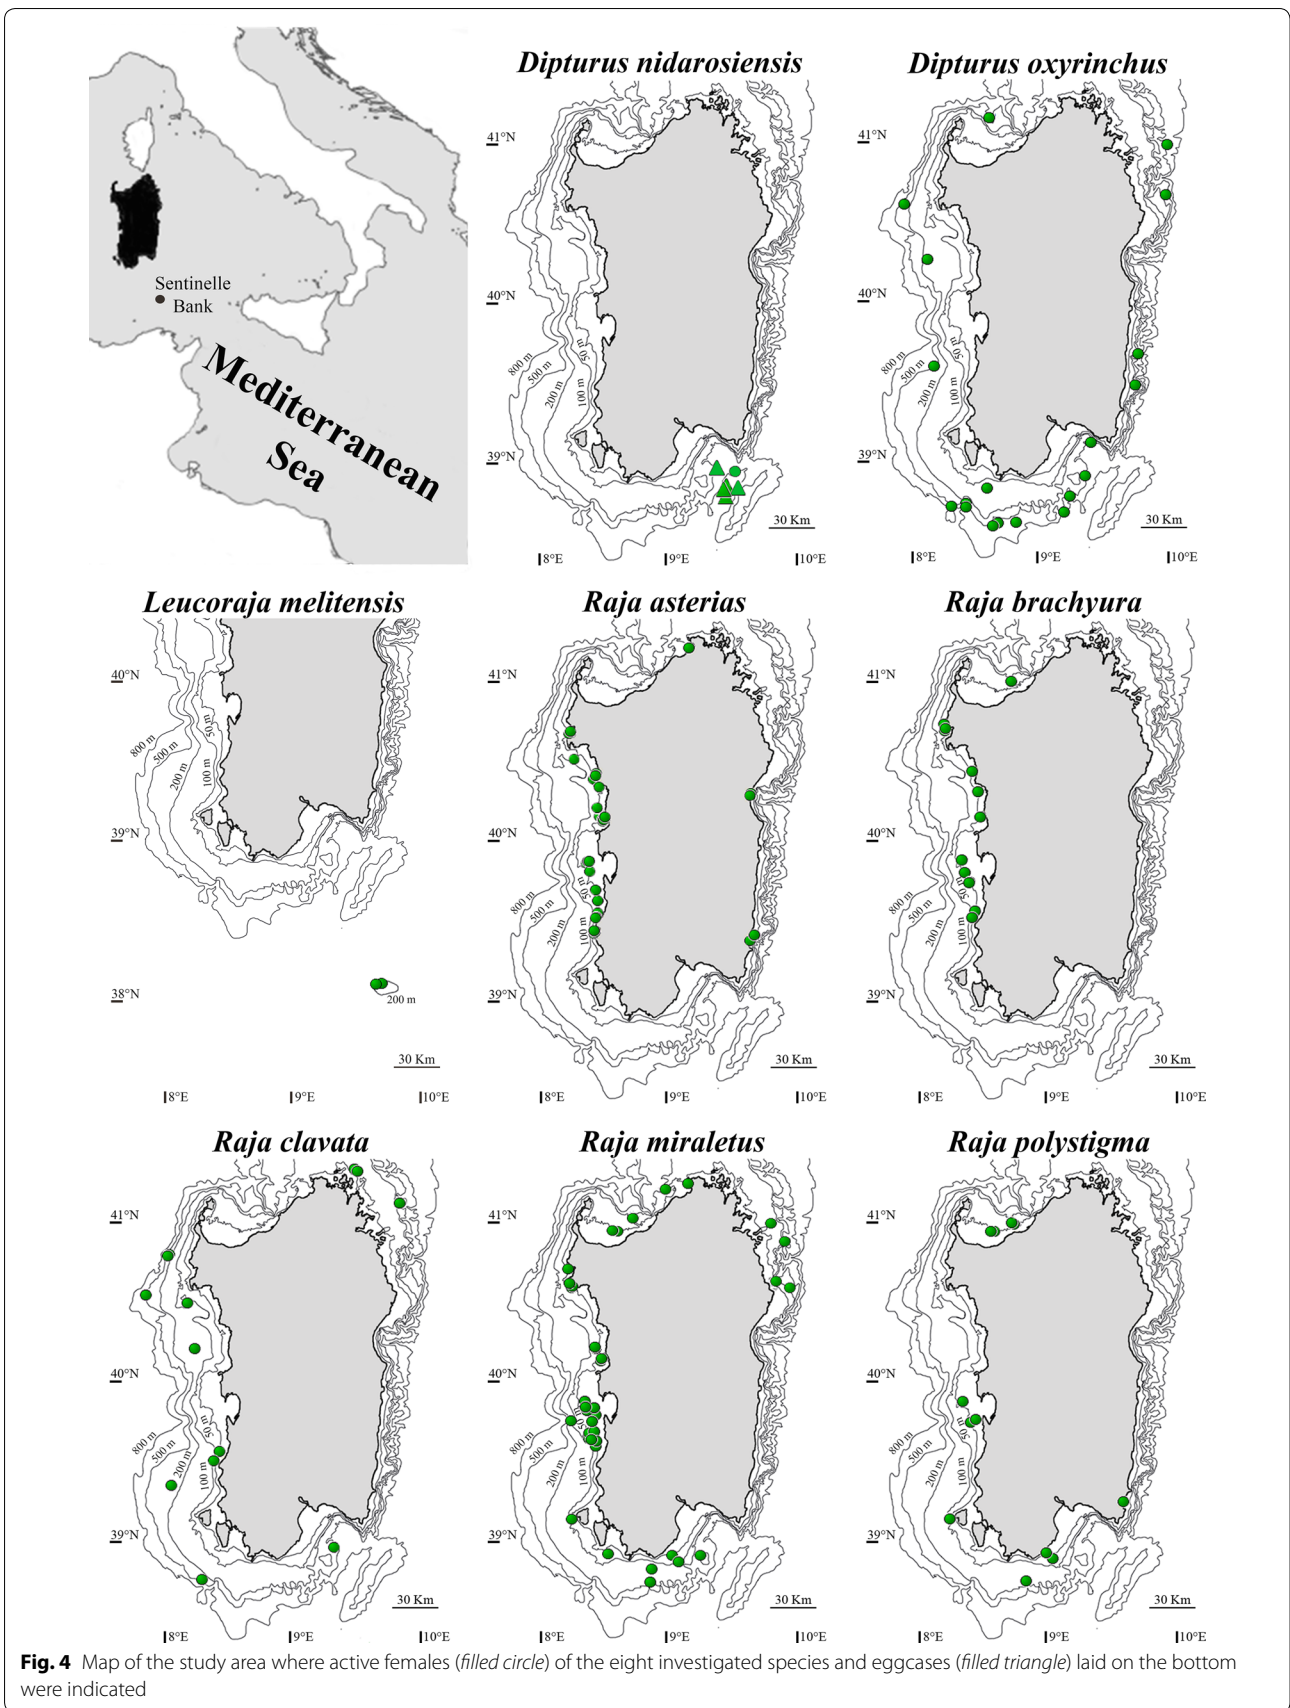 Sentinelle
Bank
Mediterranean
Sea
Dipturus nidarosiensis
41°N
40°N
39°N
800 m
500 m
200 m
100 m
50 m
30 Km
8°E
9°E
10°E
Dipturus oxyrinchus
41°N
40°N
39°N
800 m
500 m
200 m
100 m
50 m
30 Km
8°E
9°E
10°E
Leucoraja melitensis
40°N
39°N
38°N
800 m
500 m
200 m
100 m
50 m
200 m
30 Km
8°E
9°E
10°E
Raja asterias
41°N
40°N
39°N
800 m
500 m
200 m
100 m
50 m
30 Km
8°E
9°E
10°E
Raja brachyura
41°N
40°N
39°N
800 m
500 m
200 m
100 m
50 m
30 Km
8°E
9°E
10°E
Raja clavata
41°N
40°N
39°N
800 m
500 m
200 m
100 m
50 m
30 Km
8°E
9°E
10°E
Raja miraletus
41°N
40°N
39°N
800 m
500 m
200 m
100 m
50 m
30 Km
8°E
9°E
10°E
Raja polystigma
41°N
40°N
39°N
800 m
500 m
200 m
100 m
50 m
30 Km
8°E
9°E
10°E
Fig. 4 Map of the study area where active females (filled circle) of the eight investigated species and eggcases (filled triangle) laid on the bottom
were indicated